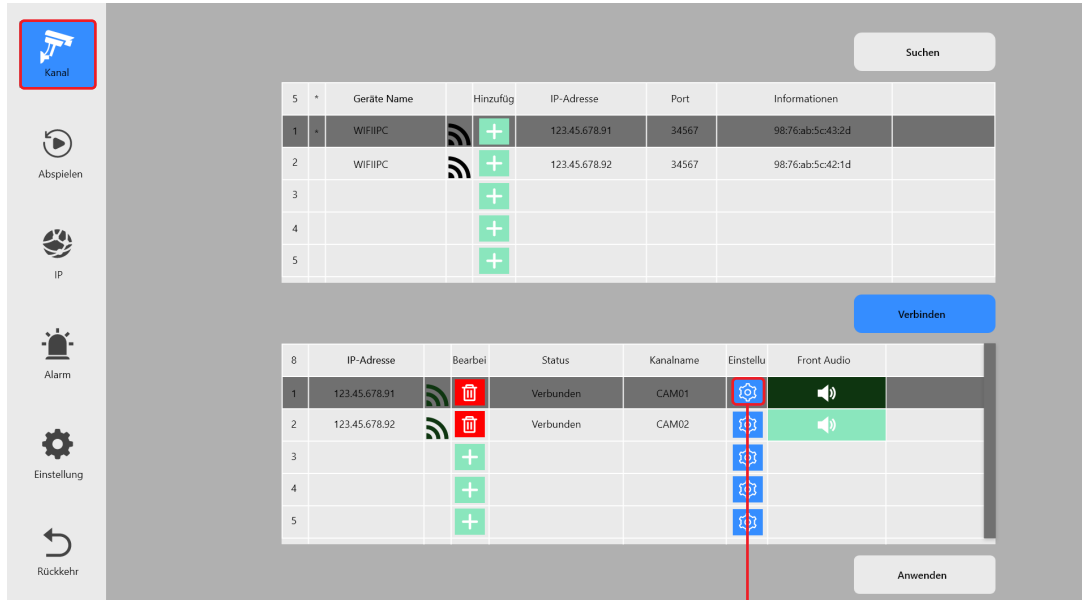 Kanal
Abspielen
IP
Alarm
Einstellung
Rückkehr
Suchen
5 * Geräte Name Hinzufüg IP-Adresse Port Informationen
1 * WIFIIPC 123.45.678.91 34567 98:76:ab:5c:43:2d
2 WIFIIPC 123.45.678.92 34567 98:76:ab:5c:42:1d
3
4
5
Verbinden
8 IP-Adresse Bearbei Status Kanalname Einstellu Front Audio
1 123.45.678.91 Verbunden CAM01
2 123.45.678.92 Verbunden CAM02
3
4
5
Anwenden